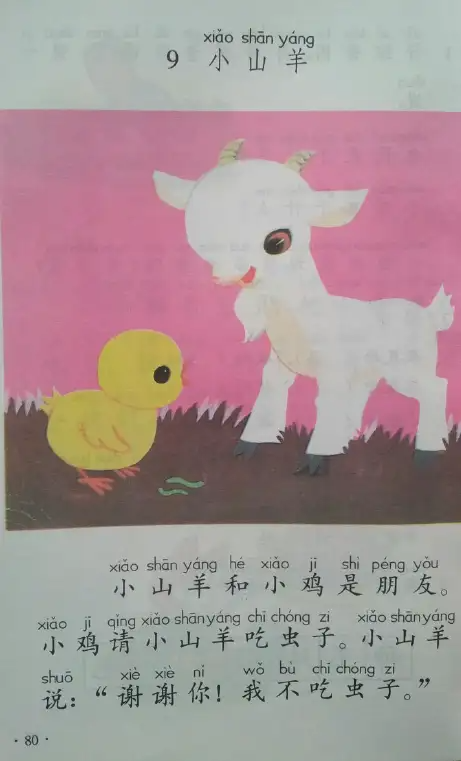 xiǎo shān yáng
9 小山羊
xiǎo shān yáng hé xiǎo jī shì péng yǒu
小山羊和小鸡是朋友。
xiǎo jī qǐng xiǎo shān yáng chī chóng zi xiǎo shān yáng
小鸡请小山羊吃虫子。小山羊
shuō xiè xiè nǐ wǒ bù chī chóng zi
说：“谢谢你！我不吃虫子。”
· 80 ·